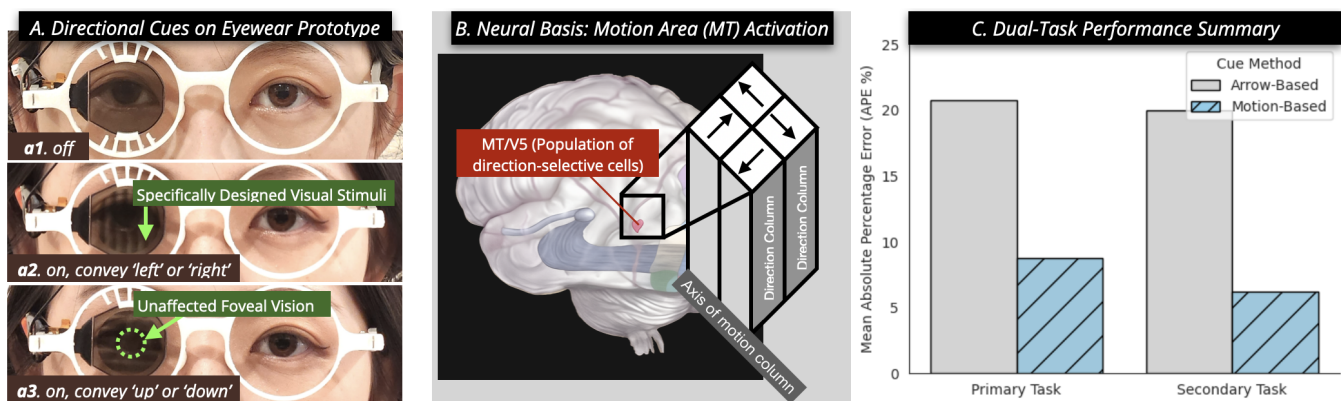 A. Directional Cues on Eyewear Prototype
a1. off
Specifically Designed Visual Stimuli
a2. on, convey 'left' or 'right'
Unaffected Foveal Vision
a3. on, convey 'up' or 'down'
B. Neural Basis: Motion Area (MT) Activation
MT/V5 (Population of
direction-selective cells)
Direction Column
Direction Column
Axis of motion column
C. Dual-Task Performance Summary
Mean Absolute Percentage Error (APE %)
25
20
15
10
5
0
Cue Method
Arrow-Based
Motion-Based
Primary Task
Secondary Task